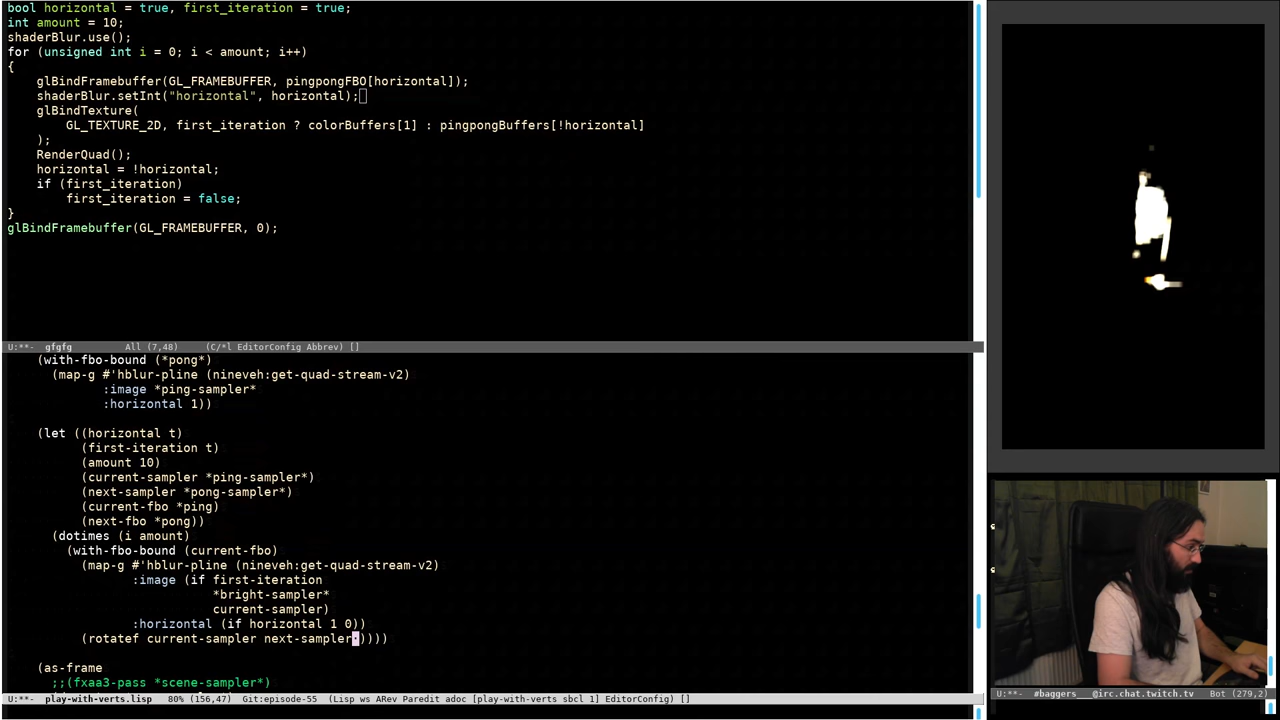 bool horizontal = true, first_iteration = true;
int amount = 10;
shaderBlur.use();
for (unsigned int i = 0; i < amount; i++)
{
    glBindFramebuffer(GL_FRAMEBUFFER, pingpongFBO[horizontal]);
    shaderBlur.setInt("horizontal", horizontal);
    glBindTexture(
        GL_TEXTURE_2D, first_iteration ? colorBuffers[1] : pingpongBuffers[!horizontal]
    );
    RenderQuad();
    horizontal = !horizontal;
    if (first_iteration)
        first_iteration = false;
}
glBindFramebuffer(GL_FRAMEBUFFER, 0);
U:**-  gfgfg          All (7,48)     (C/*l EditorConfig Abbrev) []
    (with-fbo-bound (*pong*)
      (map-g #'hblur-pline (nineveh:get-quad-stream-v2)
             :image *ping-sampler*
             :horizontal 1))
    (let ((horizontal t)
          (first-iteration t)
          (amount 10)
          (current-sampler *ping-sampler*)
          (next-sampler *pong-sampler*)
          (current-fbo *ping)
          (next-fbo *pong))
      (dotimes (i amount)
        (with-fbo-bound (current-fbo)
          (map-g #'hblur-pline (nineveh:get-quad-stream-v2)
                 :image (if first-iteration
                            *bright-sampler*
                            current-sampler)
                 :horizontal (if horizontal 1 0))
          (rotatef current-sampler next-sampler))))
    (as-frame
      ;;(fxaa3-pass *scene-sampler*)
U:**-  play-with-verts.lisp   80% (156,47)   Git:episode-55  (Lisp ws ARev Paredit adoc [play-with-verts sbcl 1] EditorConfig) []
U:**-  #baggers___@irc.chat.twitch.tv   Bot (279,2)